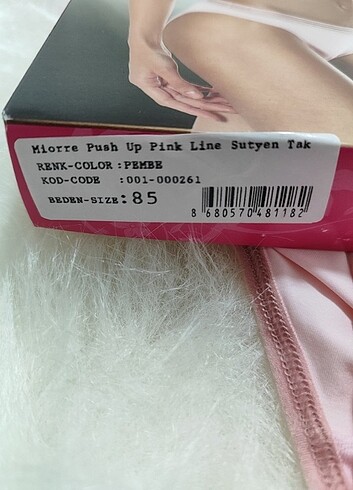 Miorre Push Up Pink Line Sutyen Tak
RENK-COLOR :PEMBE
KOD-CODE :001-000261
BEDEN-SIZE:85
8 680570 481182